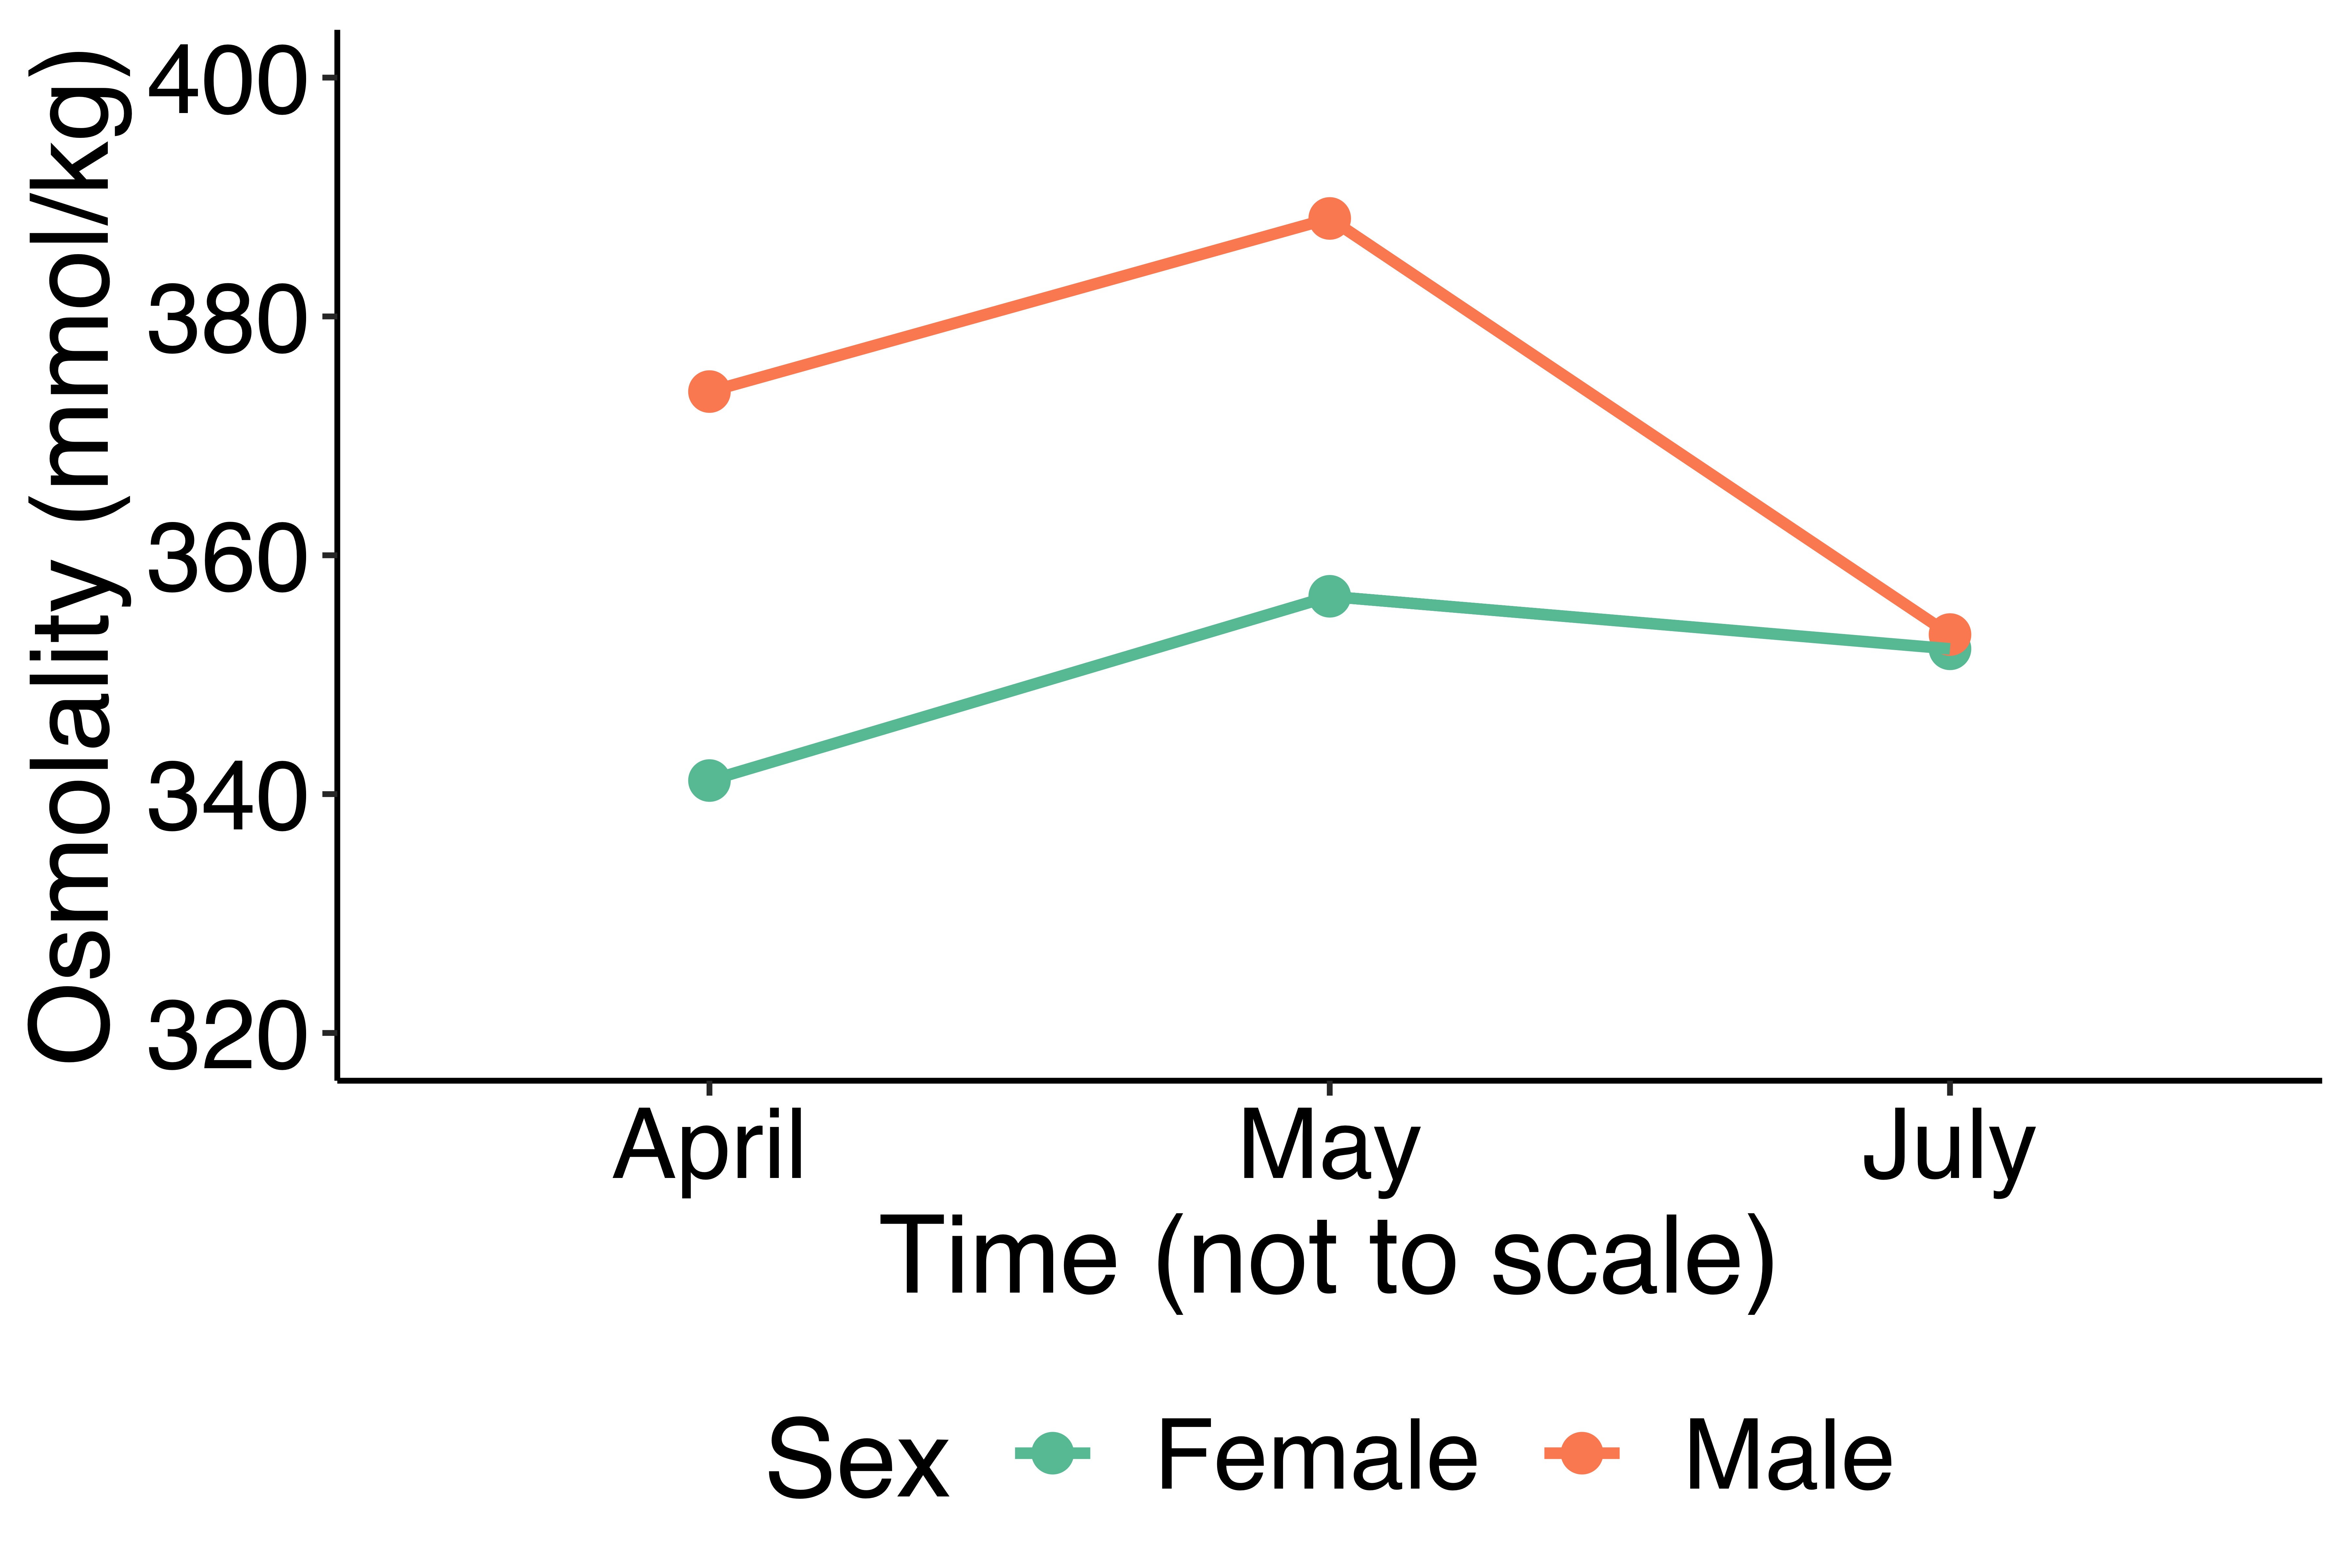 Osmolality (mmol/kg)
400
380
360
340
320
April May July
Time (not to scale)
Sex Female Male